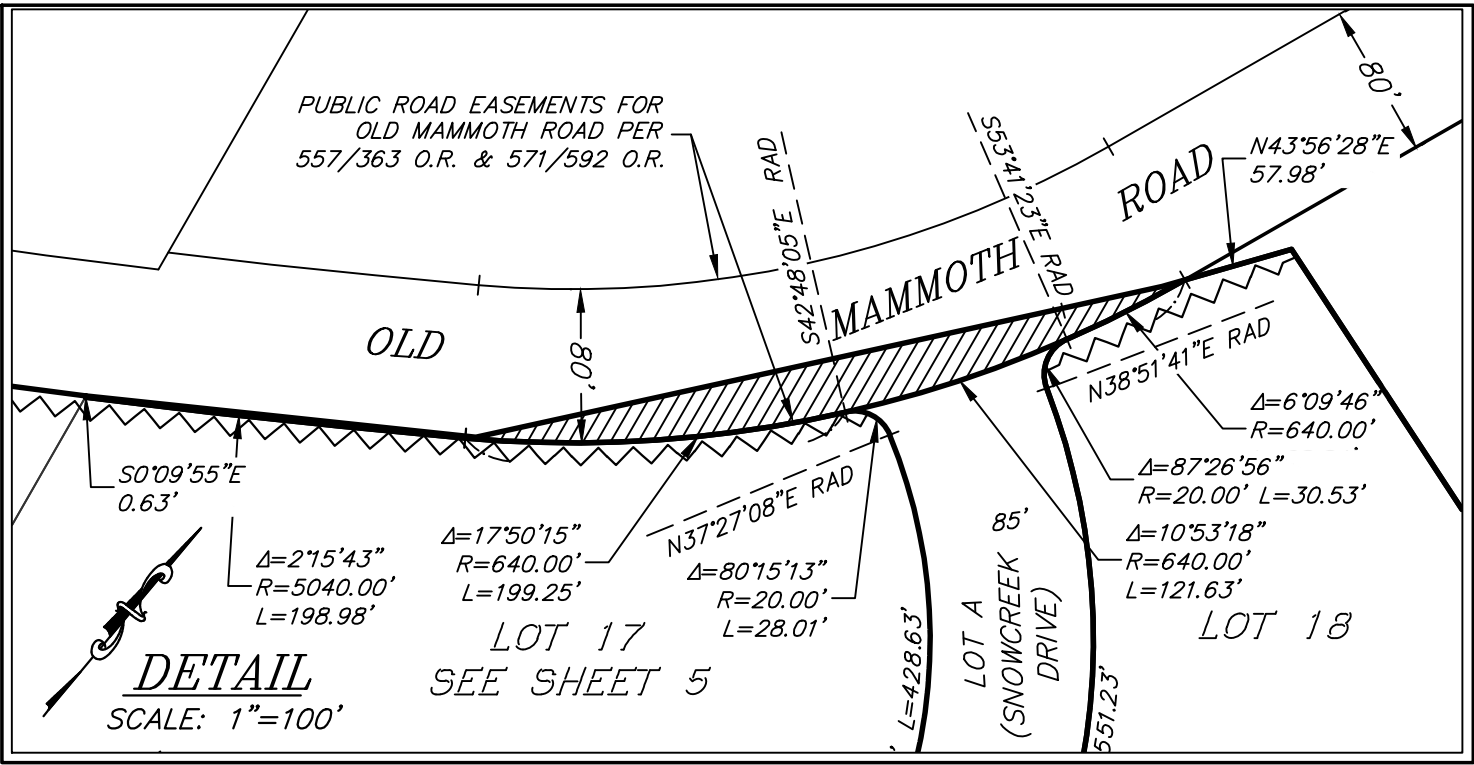 PUBLIC ROAD EASEMENTS FOR
OLD MAMMOTH ROAD PER
557/363 O.R. & 571/592 O.R.
80'
S42°48'05"E RAD
S53°41'23"E RAD
N43°56'28"E
57.98'
OLD MAMMOTH ROAD
80'
N38°51'41"E RAD
Δ=6°09'46"
R=640.00'
S0°09'55"E
0.63'
Δ=87°26'56"
R=20.00' L=30.53'
N37°27'08"E RAD
Δ=2°15'43"
R=5040.00'
L=198.98'
Δ=17°50'15"
R=640.00'
L=199.25'
Δ=80°15'13"
R=20.00'
L=28.01'
85'
Δ=10°53'18"
R=640.00'
L=121.63'
LOT 17
SEE SHEET 5
LOT A
(SNOWCREEK
DRIVE)
LOT 18
' L=428.63'
551.23'
DETAIL
SCALE: 1"=100'